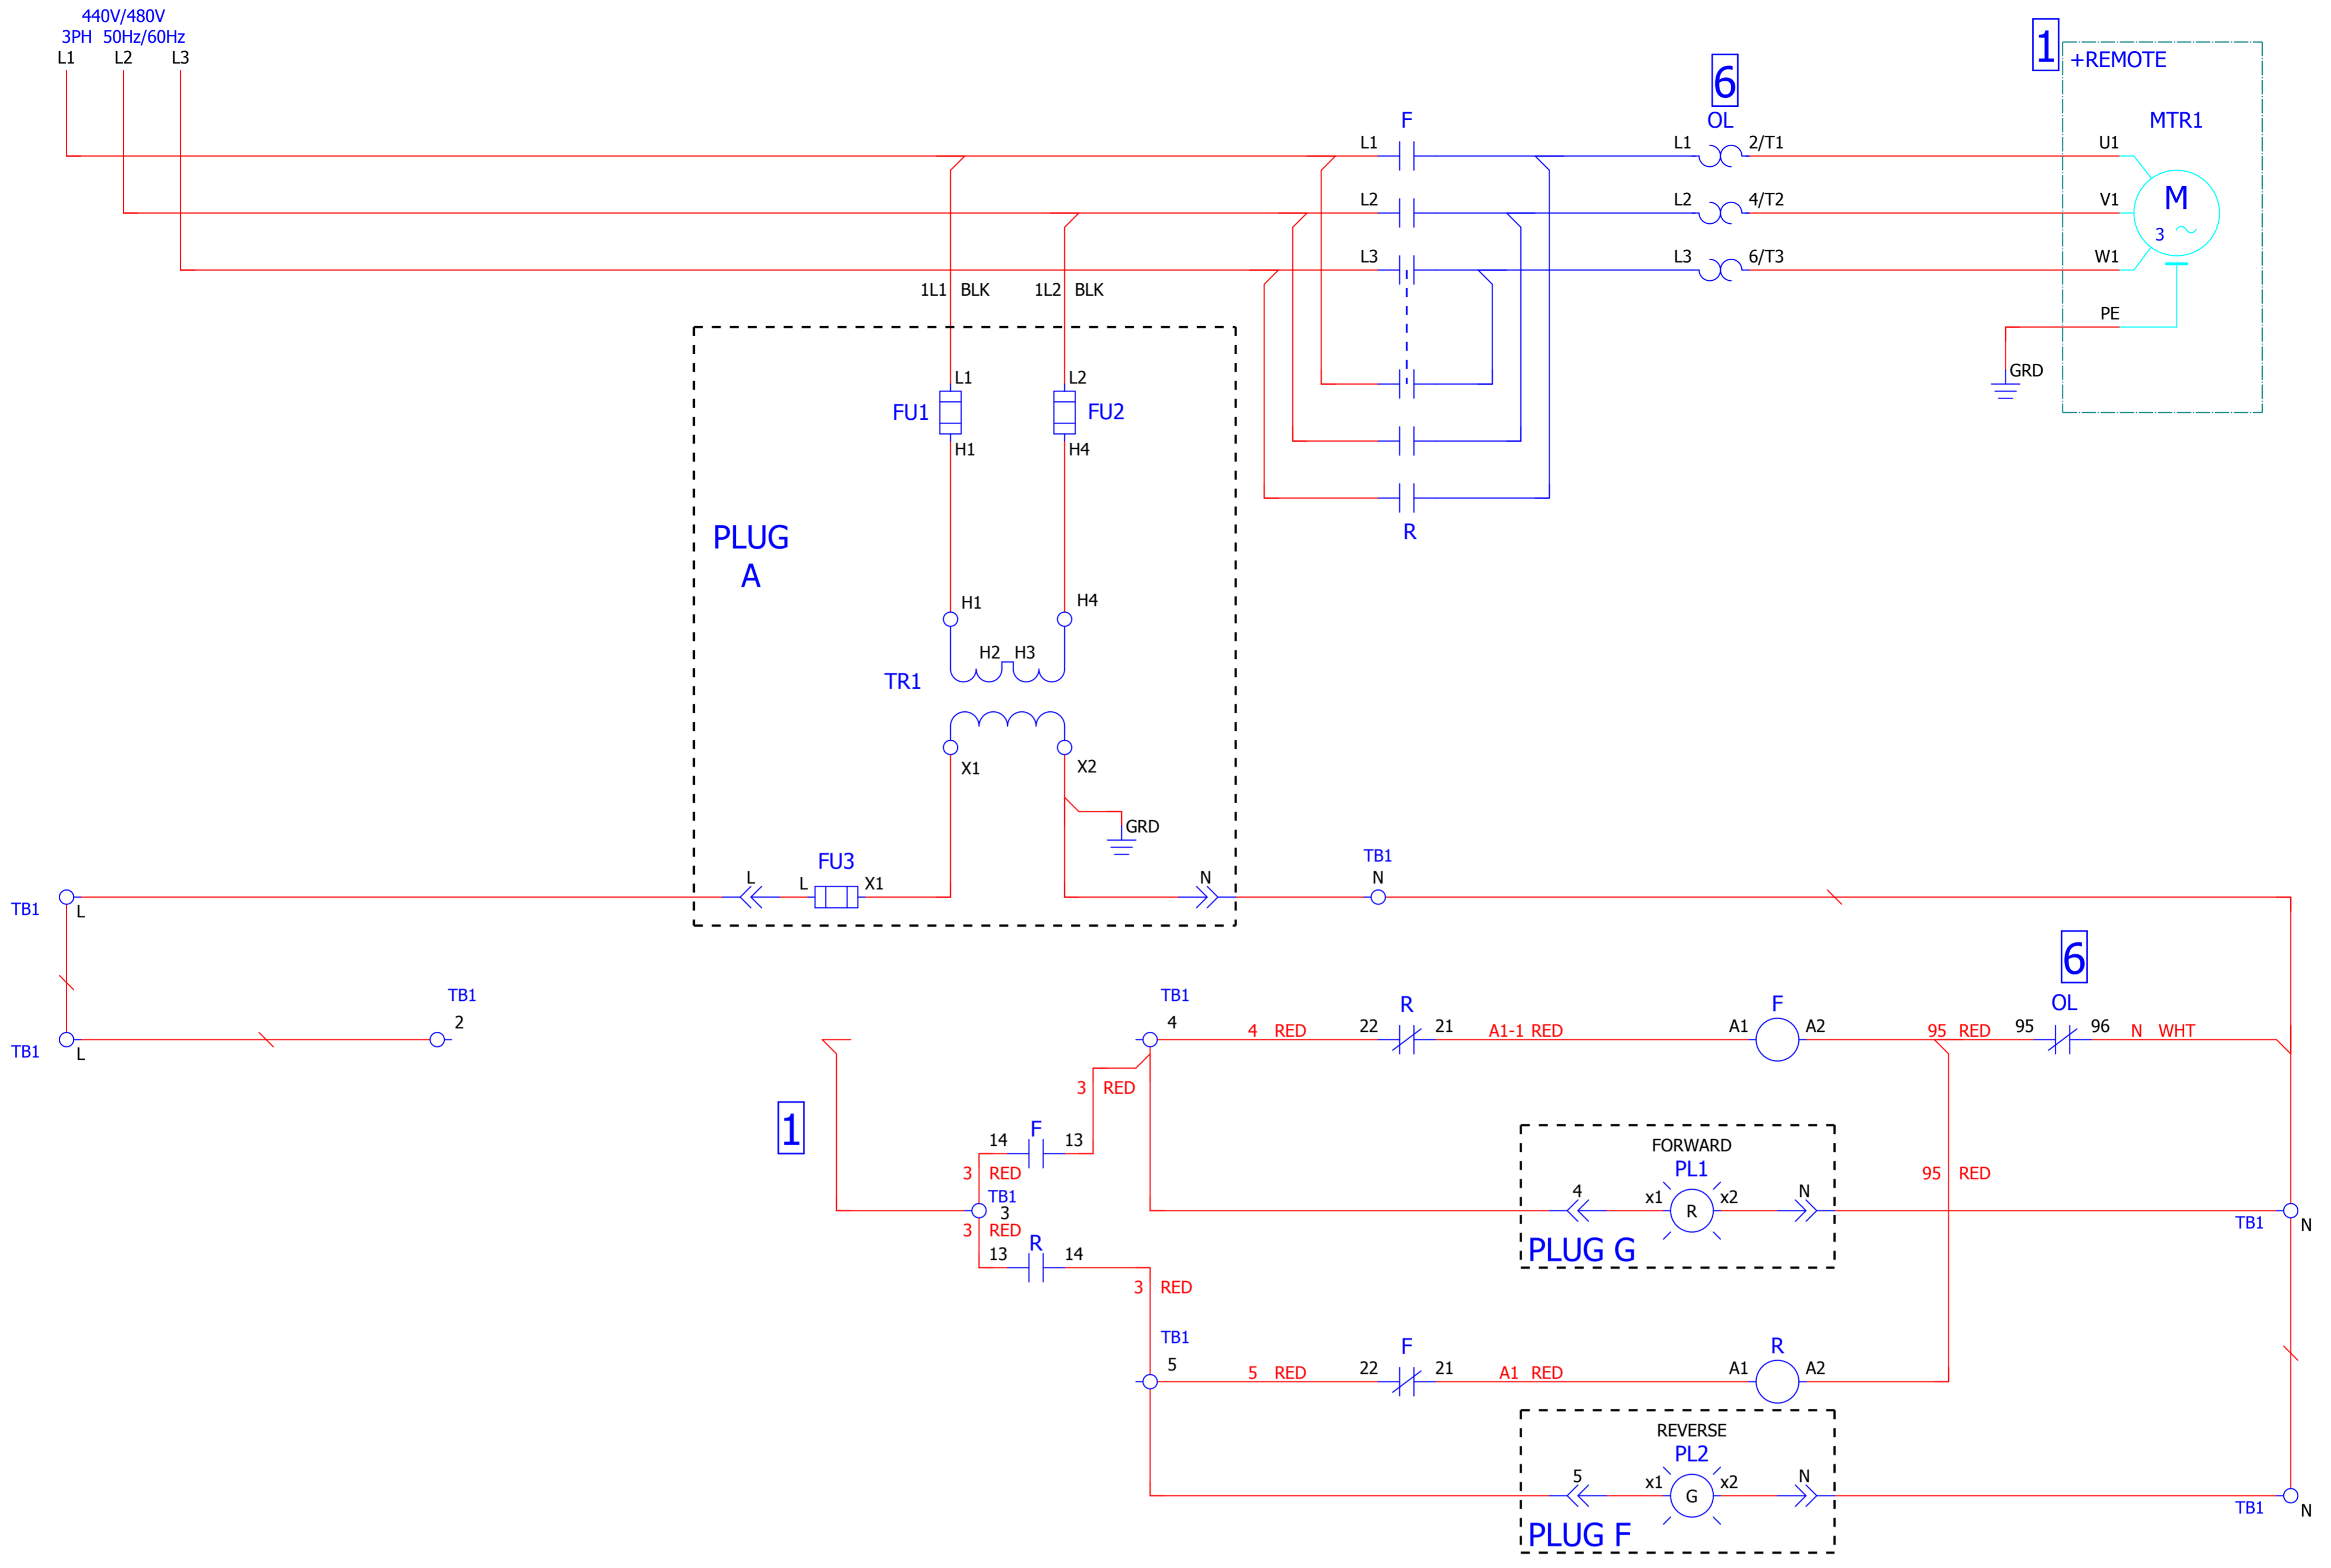 440V/480V
3PH 50Hz/60Hz
L1 L2 L3
1
+REMOTE
6
F
OL
MTR1
L1
L1 2/T1
U1
L2
L2 4/T2
V1
M
3
L3
L3 6/T3
W1
1L1 BLK
1L2 BLK
PE
GRD
L1
L2
FU1
FU2
H1
H4
R
PLUG
A
H1
H4
H2 H3
TR1
X1
X2
GRD
FU3
L
L
X1
N
TB1
N
TB1
L
6
TB1
2
TB1
4
R
F
OL
4 RED
22
21
A1-1 RED
A1
A2
95 RED
95
96
N WHT
TB1
L
3 RED
1
F
14
13
FORWARD
PL1
3 RED
95 RED
TB1
3
4
x1
R
x2
N
3 RED
TB1
N
R
13
14
PLUG G
3 RED
TB1
5
F
R
5 RED
22
21
A1 RED
A1
A2
REVERSE
PL2
5
x1
G
x2
N
TB1
N
PLUG F